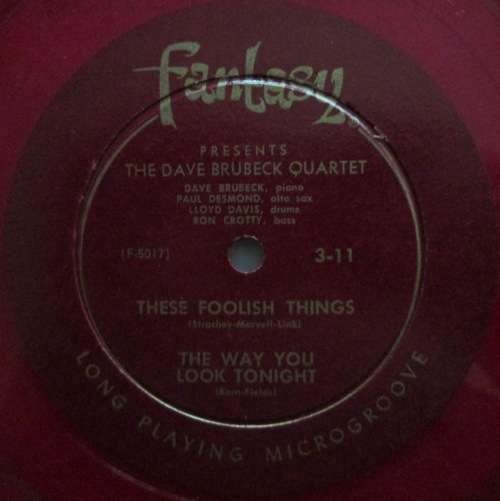 Fantasy
PRESENTS
THE DAVE BRUBECK QUARTET
DAVE BRUBECK, piano
PAUL DESMOND, alto sax
LLOYD DAVIS, drums
RON CROTTY, bass
(F-5017)
3-11
THESE FOOLISH THINGS
(Strachey-Marvell-Link)
THE WAY YOU
LOOK TONIGHT
(Kern-Fields)
LONG PLAYING MICROGROOVE